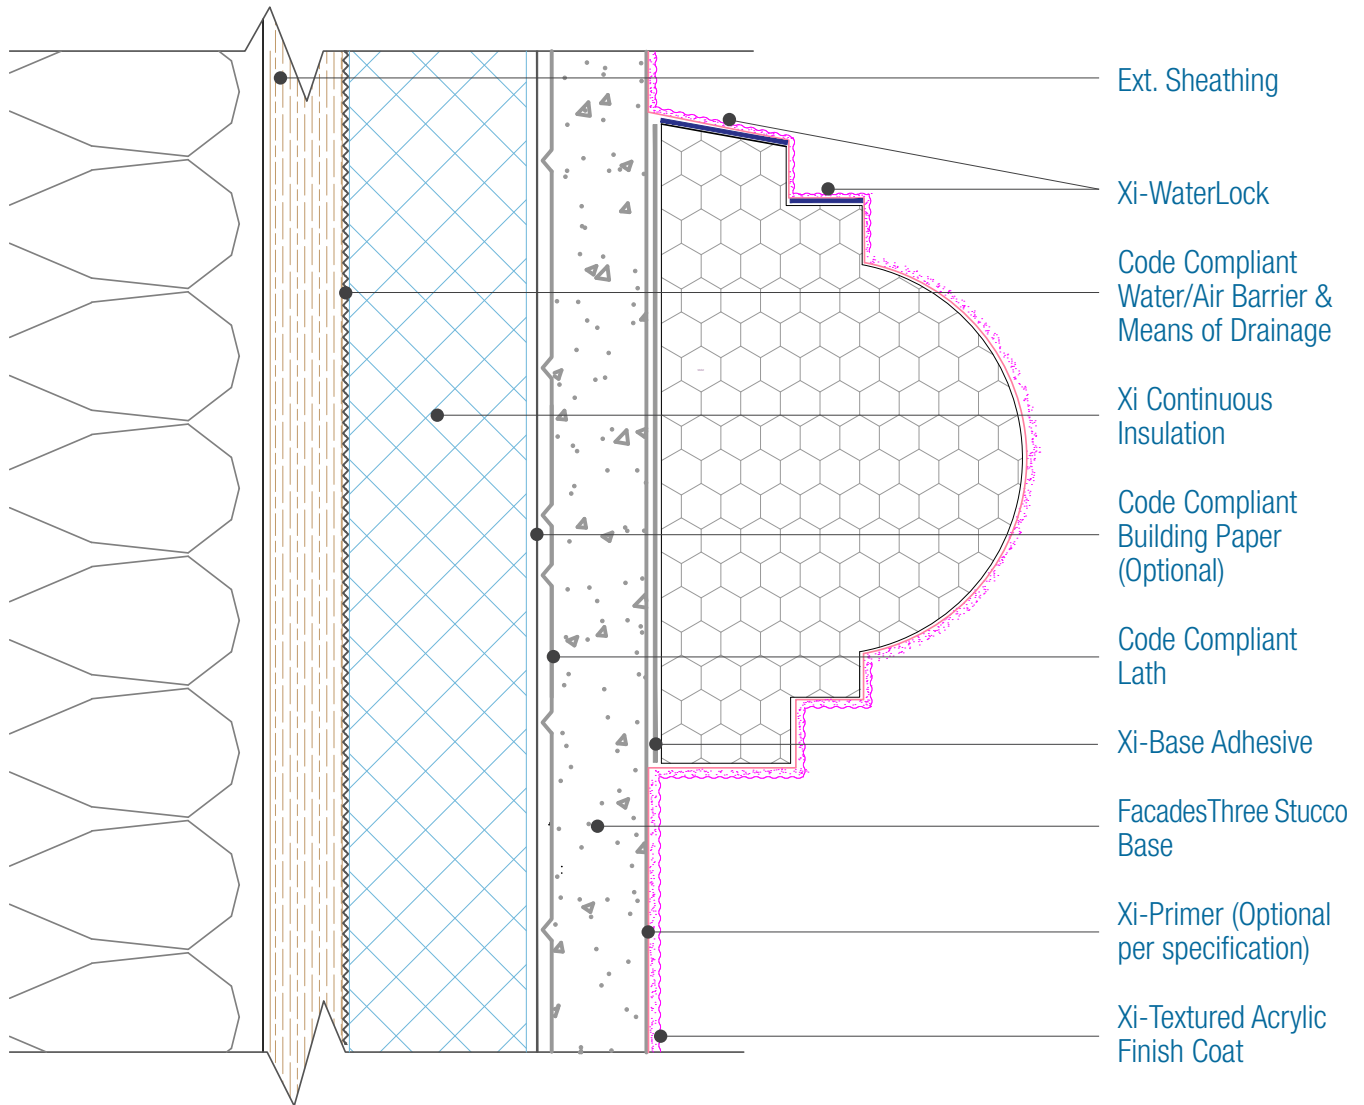 Ext. Sheathing
Xi-WaterLock
Code Compliant
Water/Air Barrier &
Means of Drainage
Xi Continuous
Insulation
Code Compliant
Building Paper
(Optional)
Code Compliant
Lath
Xi-Base Adhesive
FacadesThree Stucco
Base
Xi-Primer (Optional
per specification)
Xi-Textured Acrylic
Finish Coat